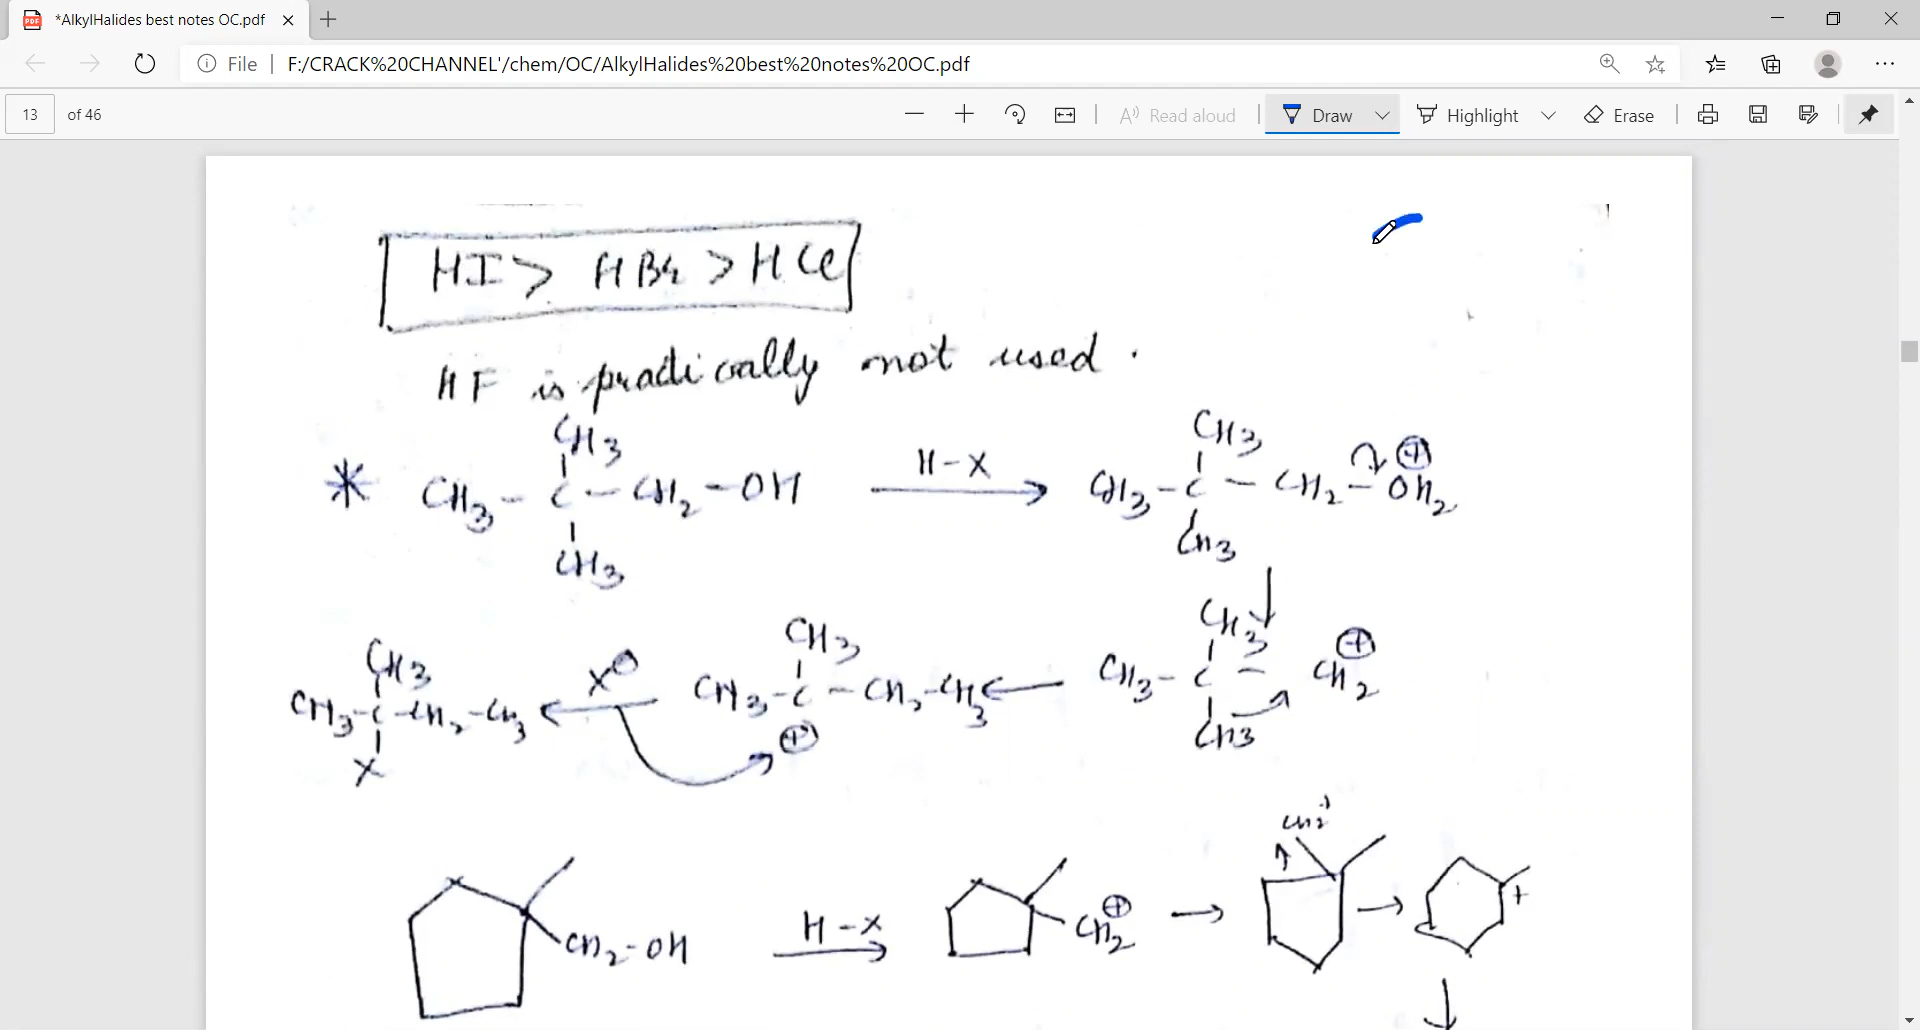 *AlkylHalides best notes OC.pdf
File | F:/CRACK%20CHANNEL'/chem/OC/AlkylHalides%20best%20notes%20OC.pdf
13 of 46 Read aloud Draw Highlight Erase
HI > HBr > HCl
HF is practically not used.
CH3 CH3
* CH3 - C - CH2 - OH H-X CH3 - C - CH2 - OH2 ⊕
CH3 CH3
CH3 CH3 CH3
CH3 - C - CH2 - CH3 X⊖ CH3 - C - CH2 - CH3 CH3 - C - CH2 ⊕
X ⊕ CH3
CH2+
CH2-OH H-X CH2 ⊕ +